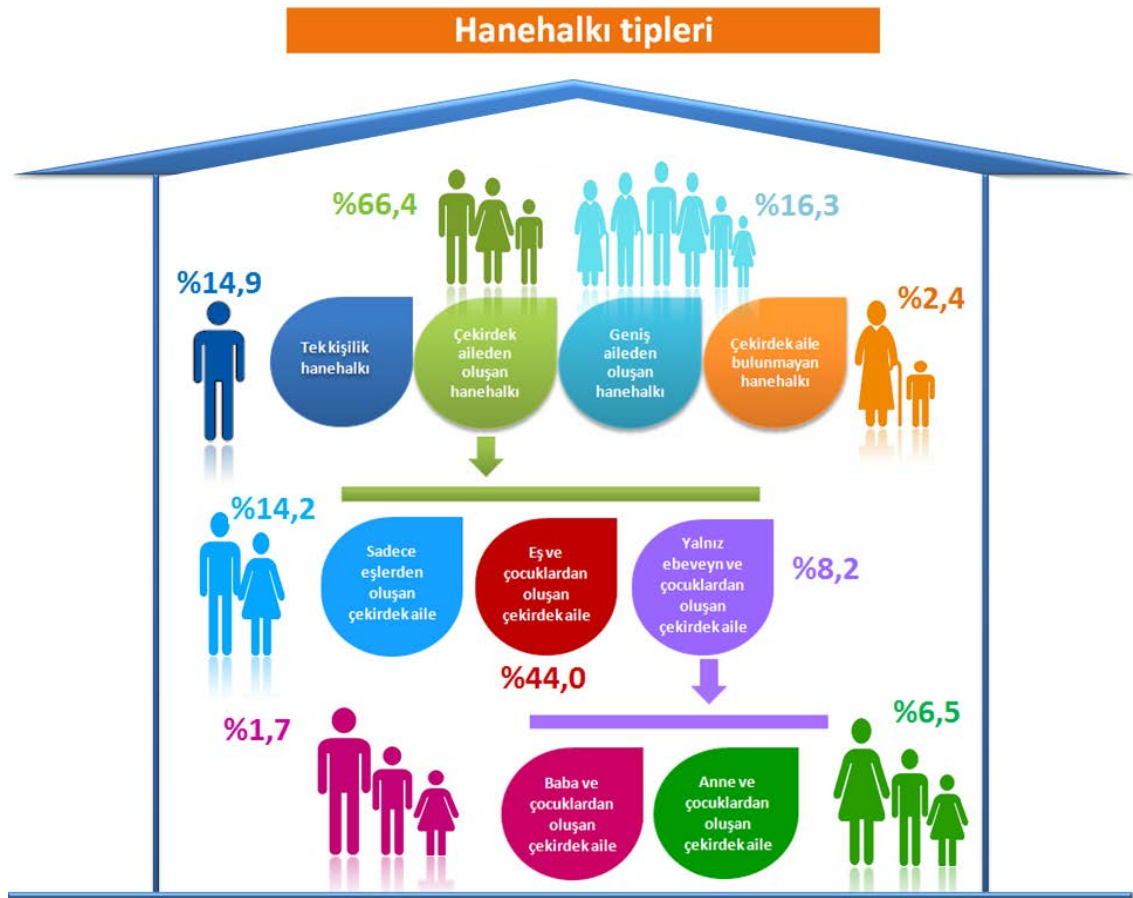 Hanehalkı tipleri
%66,4
%16,3
%14,9
%2,4
Tek kişilik
hanehalkı
Çekirdek
aileden
oluşan
hanehalkı
Geniş
aileden
oluşan
hanehalkı
Çekirdek aile
bulunmayan
hanehalkı
%14,2
Sadece
eşlerden
oluşan
çekirdek aile
Eş ve
çocuklardan
oluşan
çekirdek aile
Yalnız
ebeveyn ve
çocuklardan
oluşan
çekirdek aile
%8,2
%44,0
%1,7
%6,5
Baba ve
çocuklardan
oluşan
çekirdek aile
Anne ve
çocuklardan
oluşan
çekirdek aile